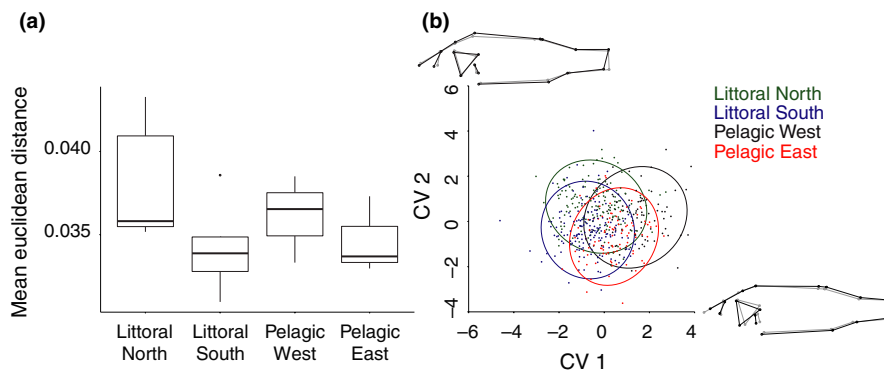 (a)
Mean euclidean distance
0.040
0.035
Littoral North
Littoral South
Pelagic West
Pelagic East
(b)
Littoral North
Littoral South
Pelagic West
Pelagic East
CV 2
6
4
2
0
−2
−4
−6
−4
−2
0
2
4
CV 1